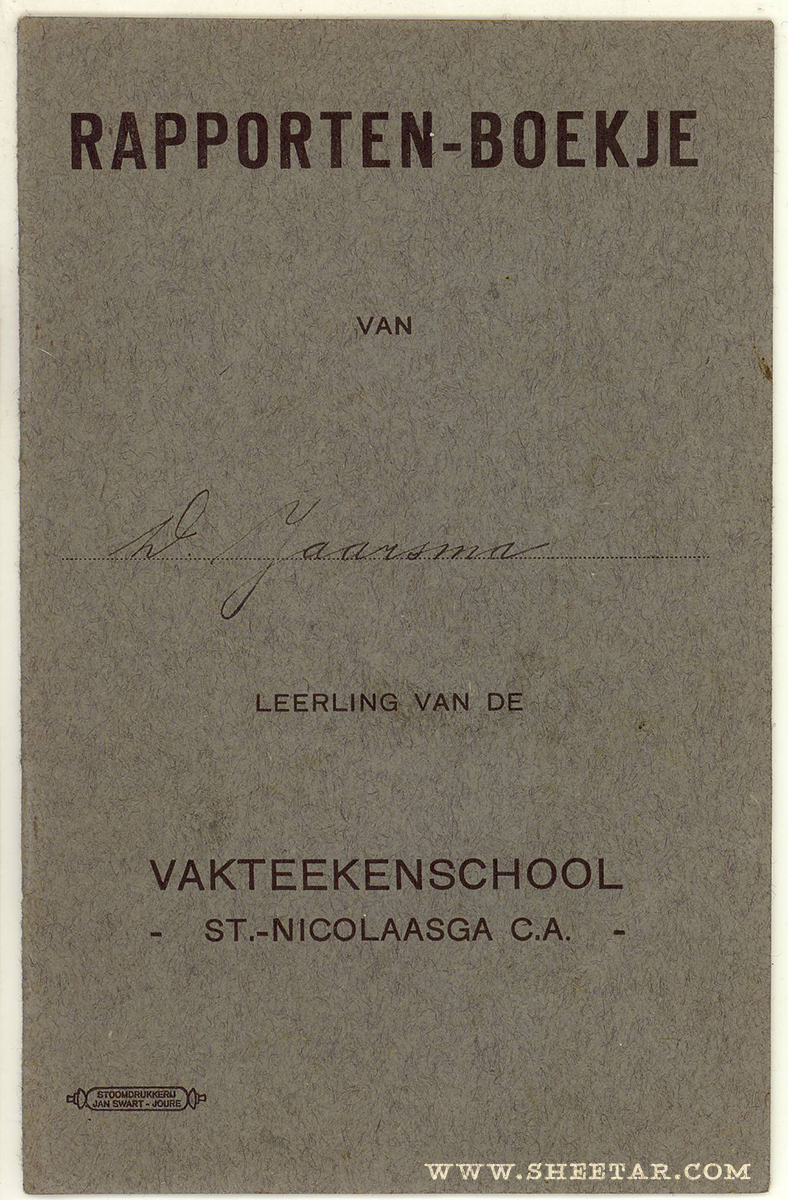 RAPPORTEN-BOEKJE
VAN
W. Jaarsma
LEERLING VAN DE
VAKTEEKENSCHOOL
- ST.-NICOLAASGA C.A. -
STOOMDRUKKERIJ
JAN SWART - JOURE
WWW.SHEETAR.COM